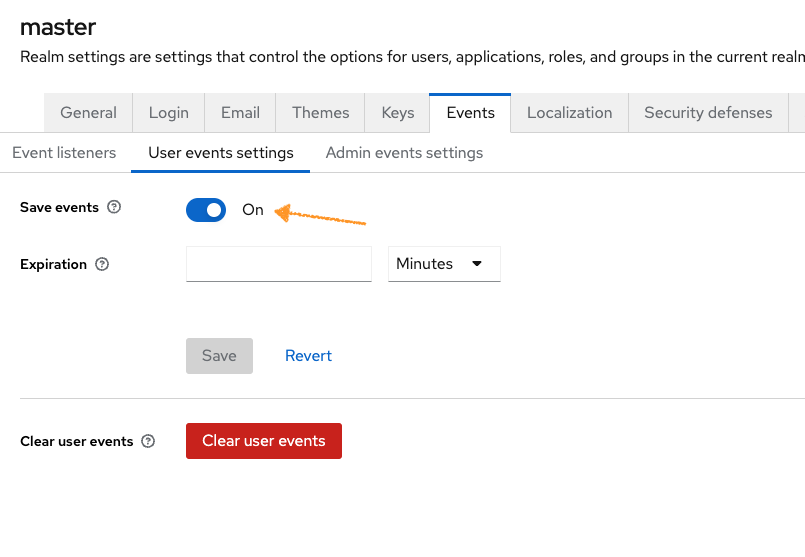 master
Realm settings are settings that control the options for users, applications, roles, and groups in the current realm
General Login Email Themes Keys Events Localization Security defenses
Event listeners User events settings Admin events settings
Save events On
Expiration Minutes
Save Revert
Clear user events Clear user events